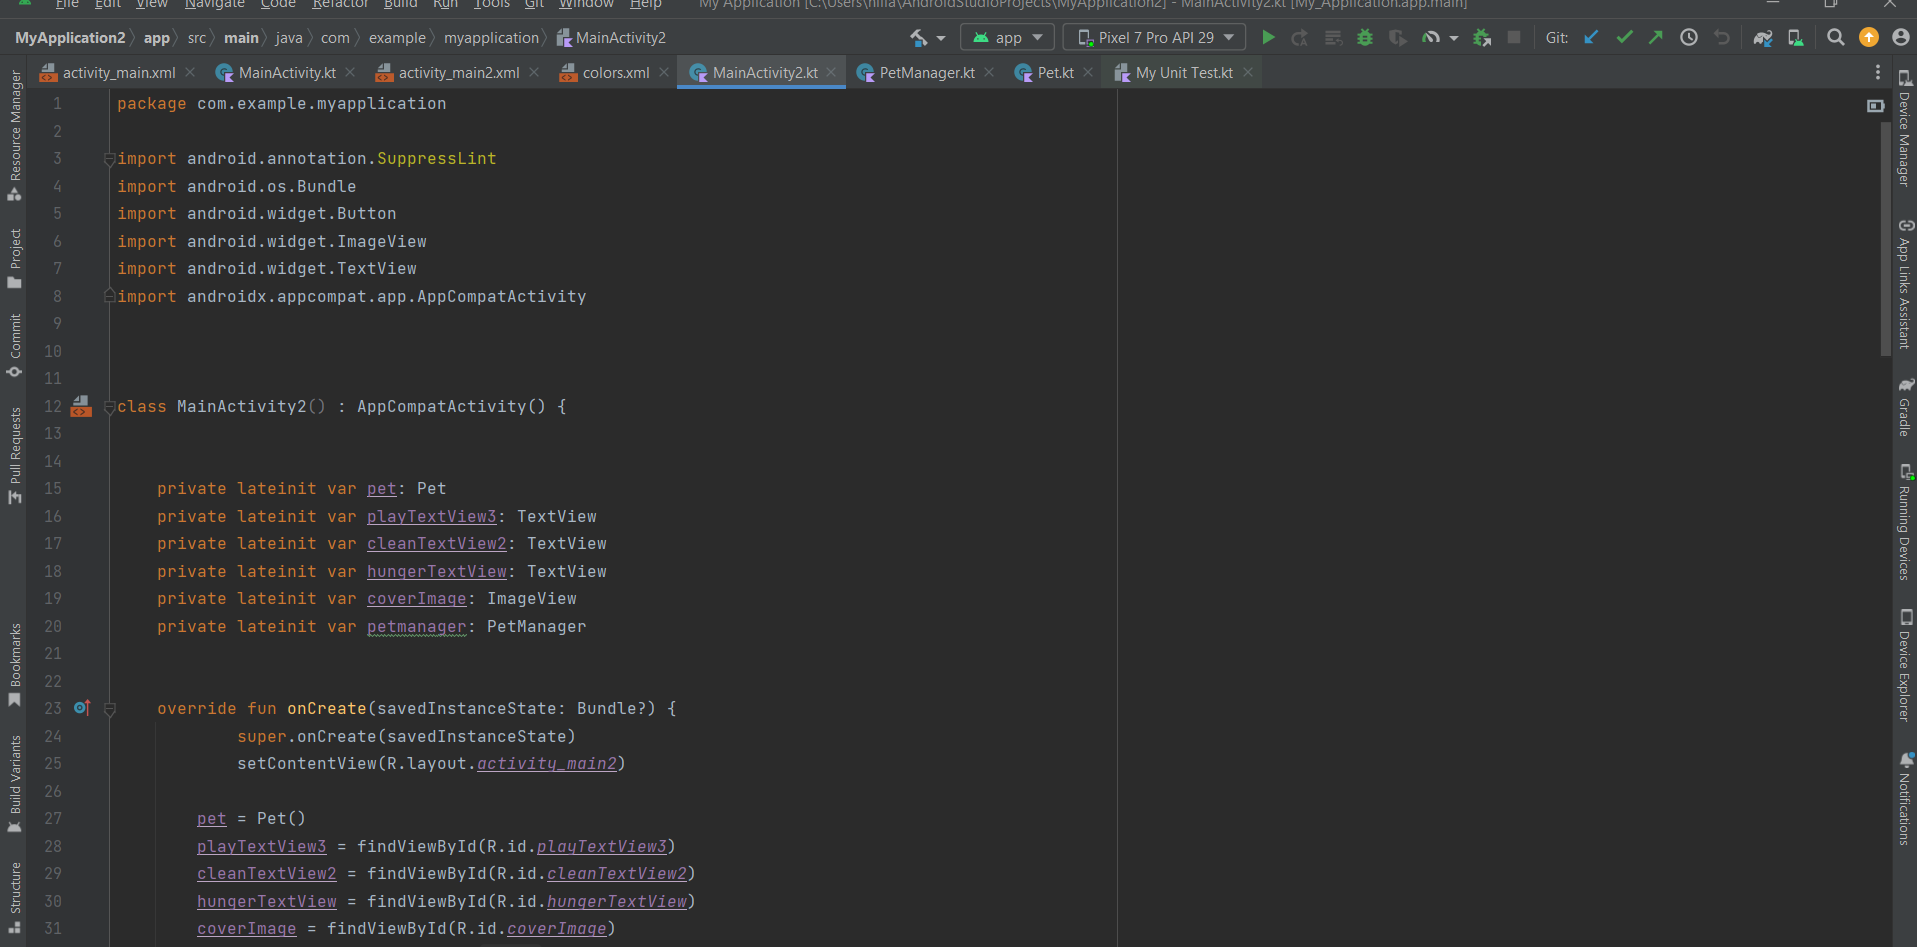 File Edit View Navigate Code Refactor Build Run Tools Git Window Help My Application [C:\Users\hilla\AndroidStudioProjects\MyApplication2] - MainActivity2.kt [My_Application.app.main]
MyApplication2 app src main java com example myapplication MainActivity2 app Pixel 7 Pro API 29 Git:
activity_main.xml MainActivity.kt activity_main2.xml colors.xml MainActivity2.kt PetManager.kt Pet.kt My Unit Test.kt
Resource Manager
Project
Commit
Pull Requests
Bookmarks
Build Variants
Structure
1 package com.example.myapplication
2
3 import android.annotation.SuppressLint
4 import android.os.Bundle
5 import android.widget.Button
6 import android.widget.ImageView
7 import android.widget.TextView
8 import androidx.appcompat.app.AppCompatActivity
9
10
11
12 class MainActivity2() : AppCompatActivity() {
13
14
15 private lateinit var pet: Pet
16 private lateinit var playTextView3: TextView
17 private lateinit var cleanTextView2: TextView
18 private lateinit var hungerTextView: TextView
19 private lateinit var coverImage: ImageView
20 private lateinit var petmanager: PetManager
21
22
23 override fun onCreate(savedInstanceState: Bundle?) {
24 super.onCreate(savedInstanceState)
25 setContentView(R.layout.activity_main2)
26
27 pet = Pet()
28 playTextView3 = findViewById(R.id.playTextView3)
29 cleanTextView2 = findViewById(R.id.cleanTextView2)
30 hungerTextView = findViewById(R.id.hungerTextView)
31 coverImage = findViewById(R.id.coverImage)
Device Manager
App Links Assistant
Gradle
Running Devices
Device Explorer
Notifications